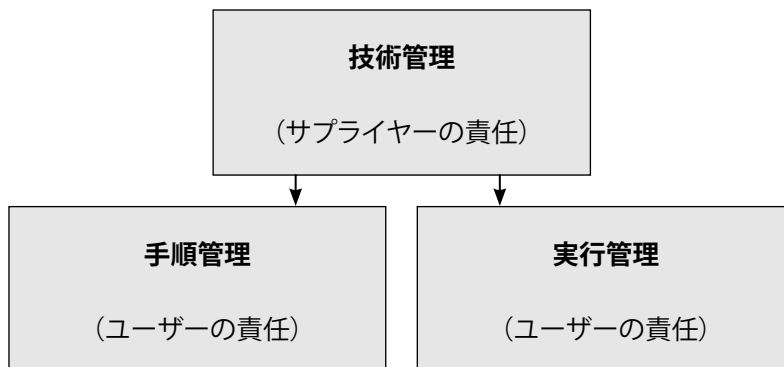 技術管理
（サプライヤーの責任）
手順管理
（ユーザーの責任）
実行管理
（ユーザーの責任）